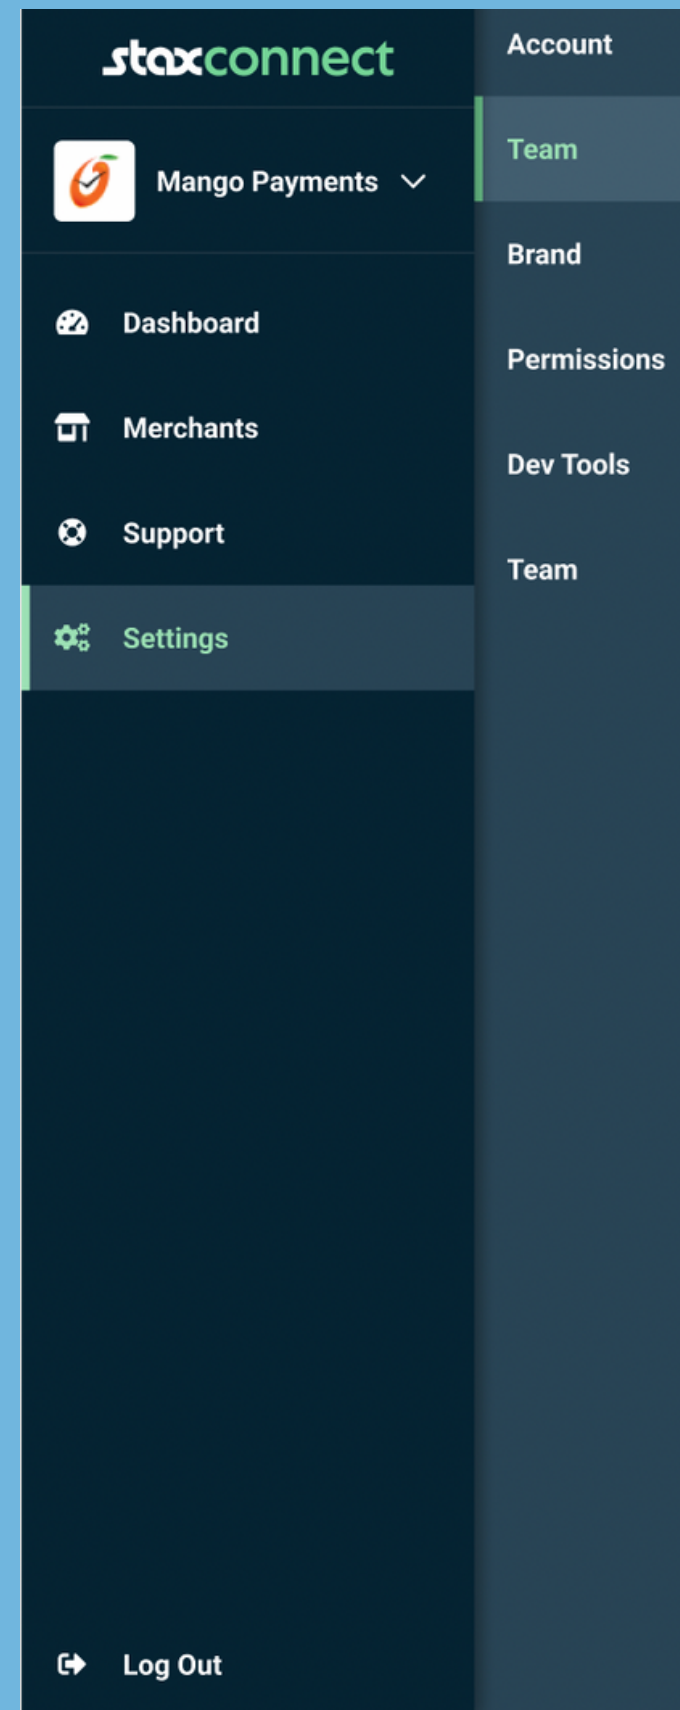 staxconnect
Mango Payments
Dashboard
Merchants
Support
Settings
Log Out
Account
Team
Brand
Permissions
Dev Tools
Team